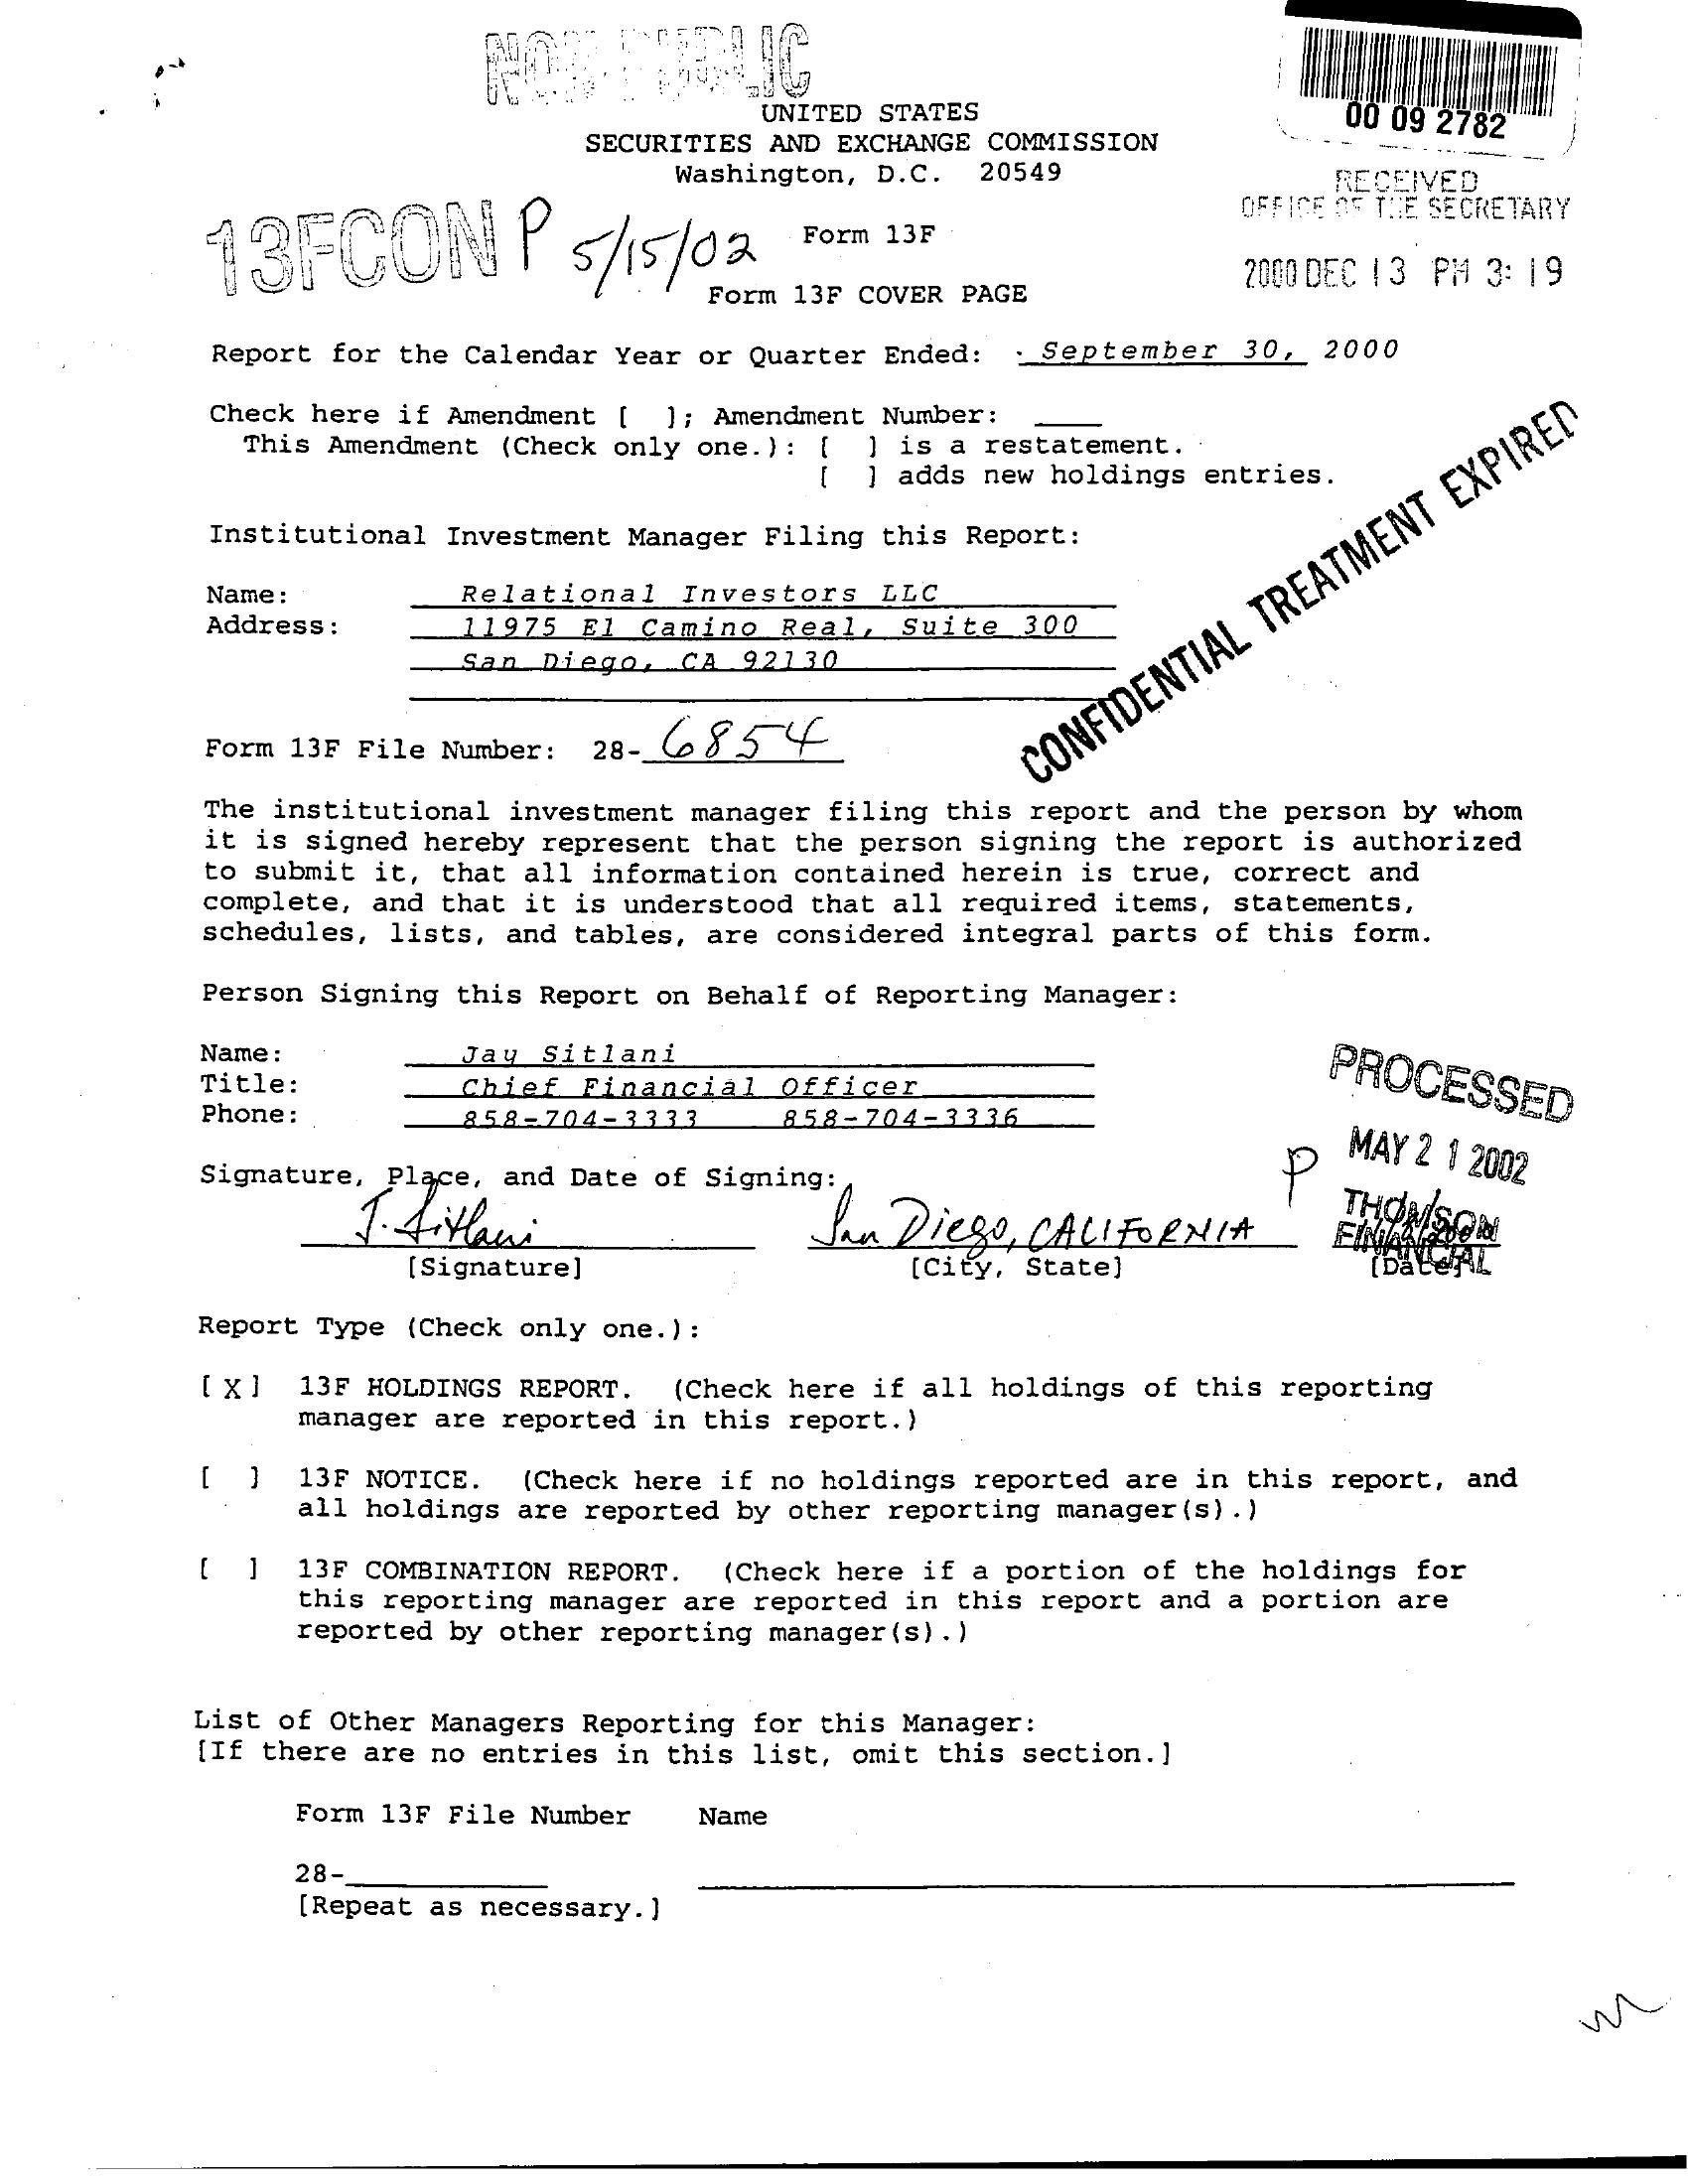 NON PUBLIC
00 09 2782
UNITED STATES
SECURITIES AND EXCHANGE COMMISSION
Washington, D.C. 20549
RECEIVED
OFFICE OF THE SECRETARY
2000 DEC 13 PM 3:19
13FCON P 5/15/02
Form 13F
Form 13F COVER PAGE
Report for the Calendar Year or Quarter Ended: September 30, 2000
Check here if Amendment [ ]; Amendment Number: ____
This Amendment (Check only one.): [ ] is a restatement.
[ ] adds new holdings entries.
CONFIDENTIAL TREATMENT EXPIRED
Institutional Investment Manager Filing this Report:
Name: Relational Investors LLC
Address: 11975 El Camino Real, Suite 300
San Diego, CA 92130
Form 13F File Number: 28-6854
The institutional investment manager filing this report and the person by whom
it is signed hereby represent that the person signing the report is authorized
to submit it, that all information contained herein is true, correct and
complete, and that it is understood that all required items, statements,
schedules, lists, and tables, are considered integral parts of this form.
Person Signing this Report on Behalf of Reporting Manager:
Name: Jay Sitlani
Title: Chief Financial Officer
Phone: 858-704-3333 858-704-3336
PROCESSED
P MAY 21 2002
THOMSON
FINANCIAL
Signature, Place, and Date of Signing:
J. Sitlani San Diego, CALIFORNIA
[Signature] [City, State] [Date]
Report Type (Check only one.):
[X] 13F HOLDINGS REPORT. (Check here if all holdings of this reporting
manager are reported in this report.)
[ ] 13F NOTICE. (Check here if no holdings reported are in this report, and
all holdings are reported by other reporting manager(s).)
[ ] 13F COMBINATION REPORT. (Check here if a portion of the holdings for
this reporting manager are reported in this report and a portion are
reported by other reporting manager(s).)
List of Other Managers Reporting for this Manager:
[If there are no entries in this list, omit this section.]
Form 13F File Number Name
28-
[Repeat as necessary.]